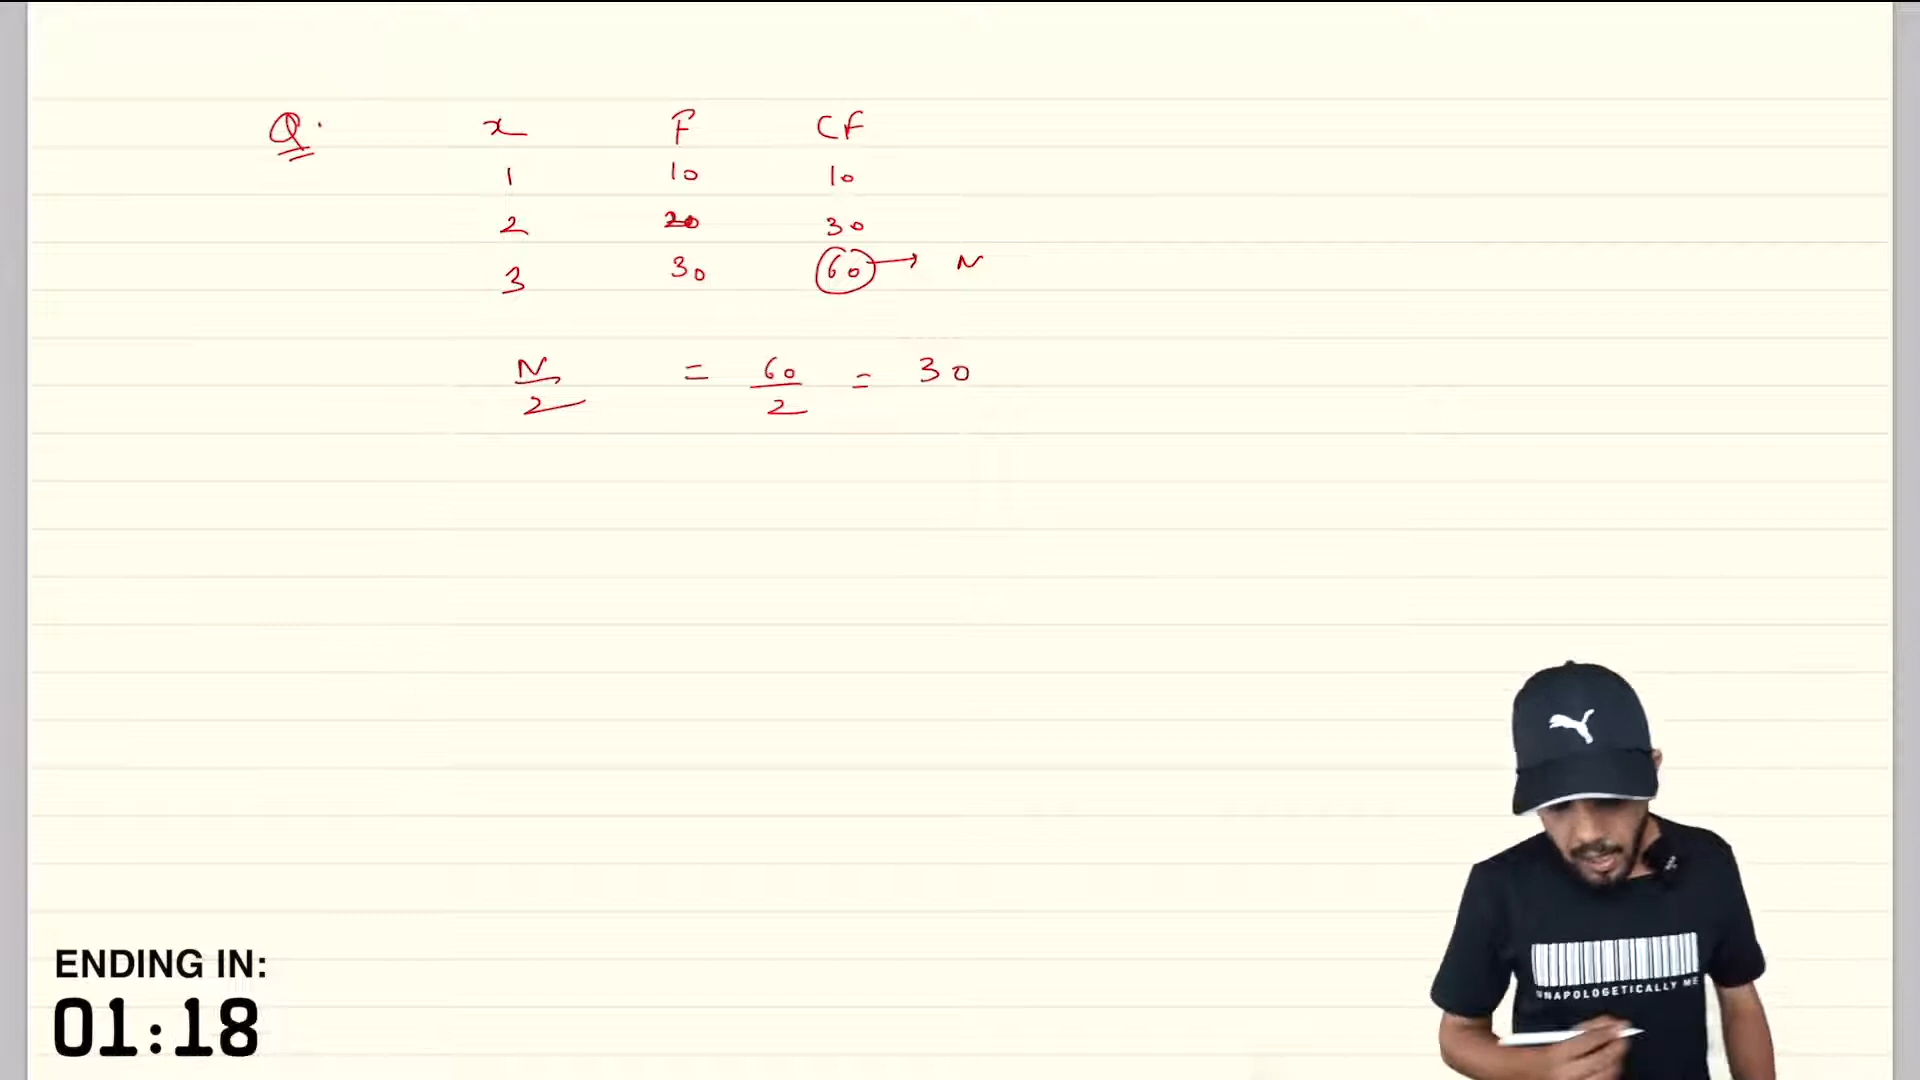 Q.
x F CF
1 10 10
2 20 30
3 30 60 → N
N/2 = 60/2 = 30
UNAPOLOGETICALLY ME
ENDING IN:
01:18